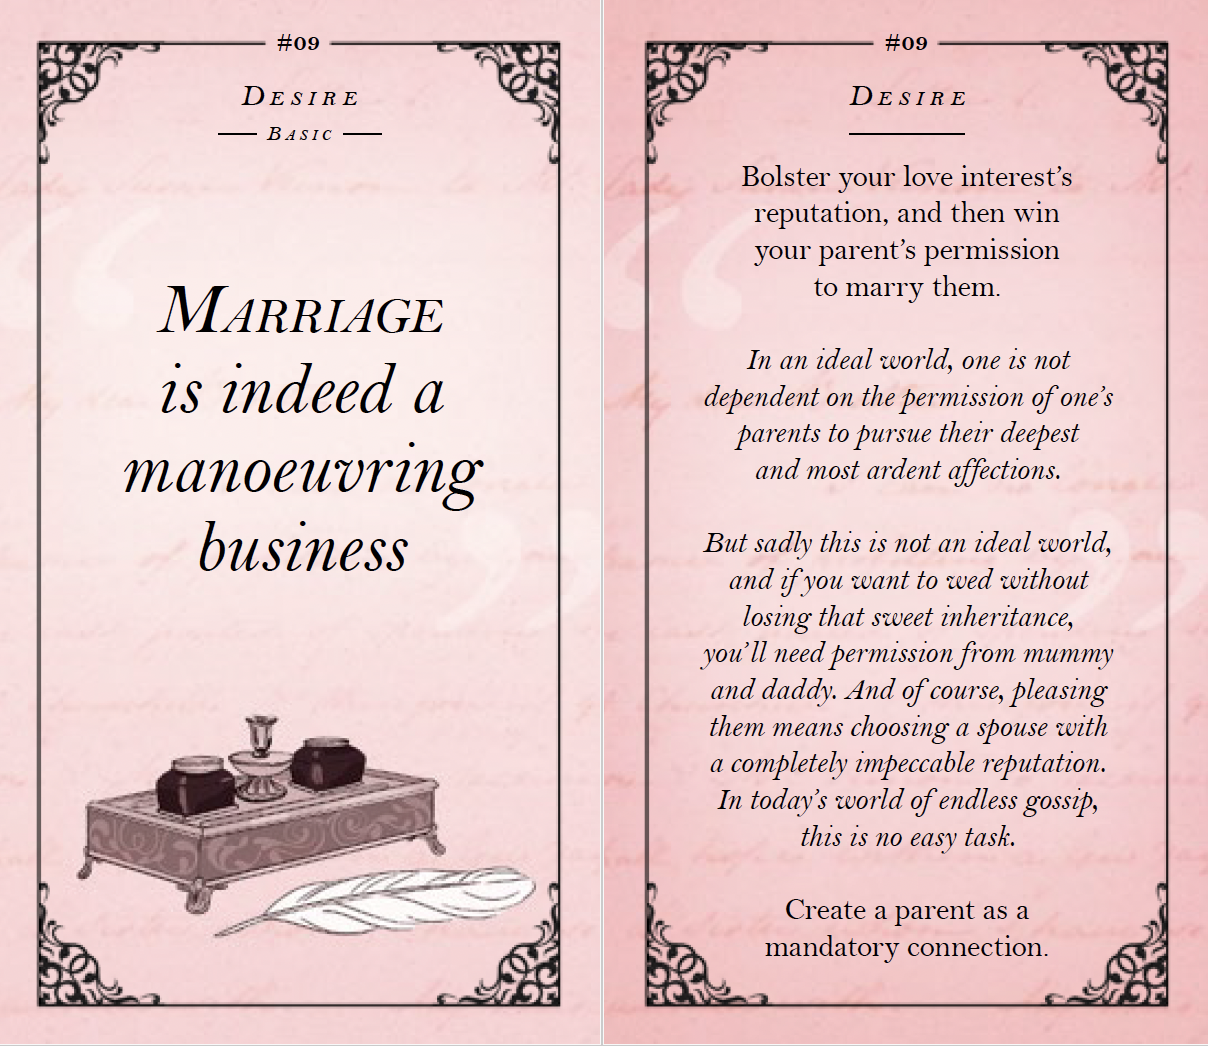 #09
DESIRE
BASIC
MARRIAGE
is indeed a
manoeuvring
business
#09
DESIRE
Bolster your love interest’s
reputation, and then win
your parent’s permission
to marry them.
In an ideal world, one is not
dependent on the permission of one’s
parents to pursue their deepest
and most ardent affections.
But sadly this is not an ideal world,
and if you want to wed without
losing that sweet inheritance,
you’ll need permission from mummy
and daddy. And of course, pleasing
them means choosing a spouse with
a completely impeccable reputation.
In today’s world of endless gossip,
this is no easy task.
Create a parent as a
mandatory connection.